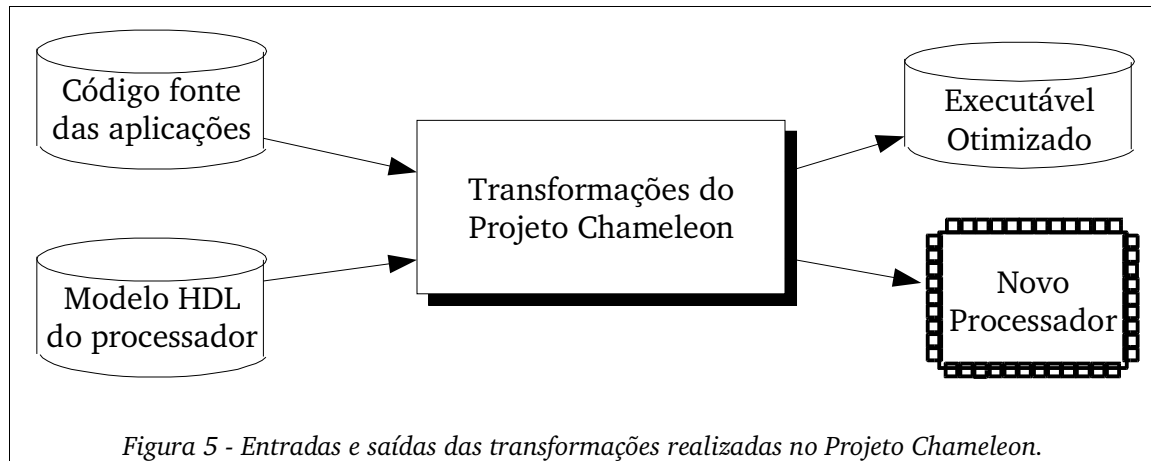 Código fonte
das aplicações
Modelo HDL
do processador
Transformações do
Projeto Chameleon
Executável
Otimizado
Novo
Processador
Figura 5 - Entradas e saídas das transformações realizadas no Projeto Chameleon.